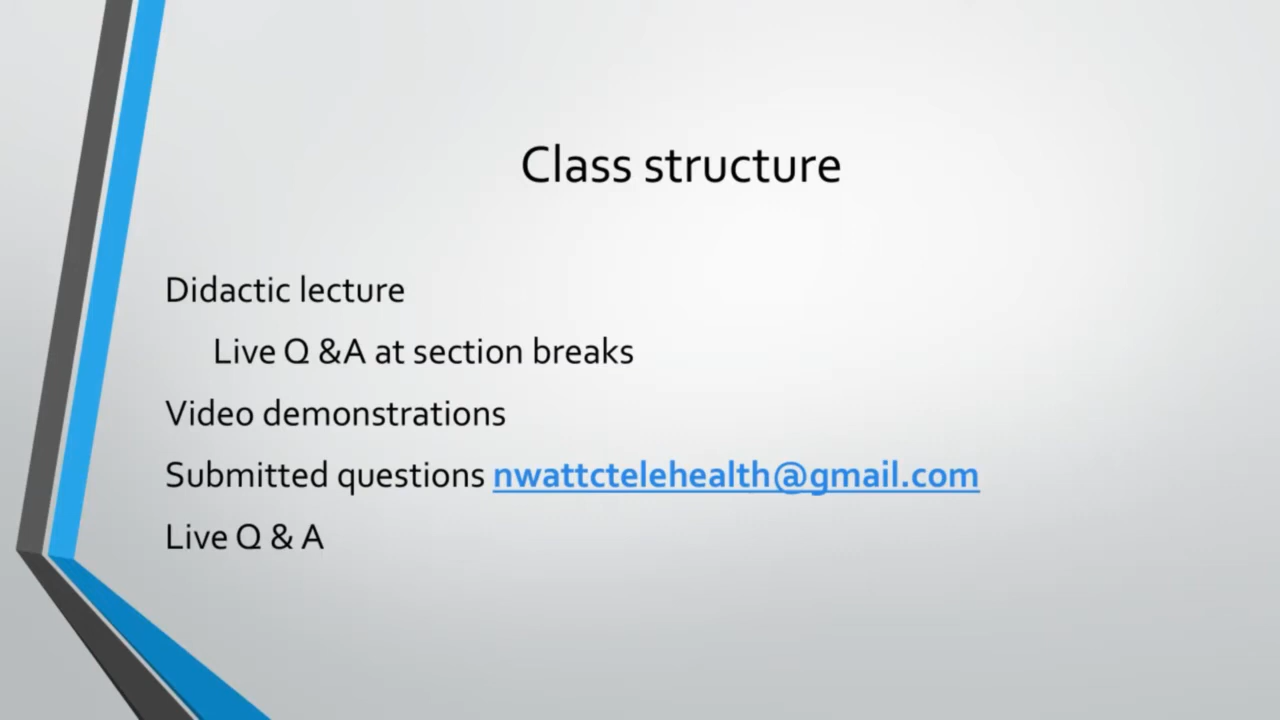 Class structure
Didactic lecture
Live Q &A at section breaks
Video demonstrations
Submitted questions nwattctelehealth@gmail.com
Live Q & A